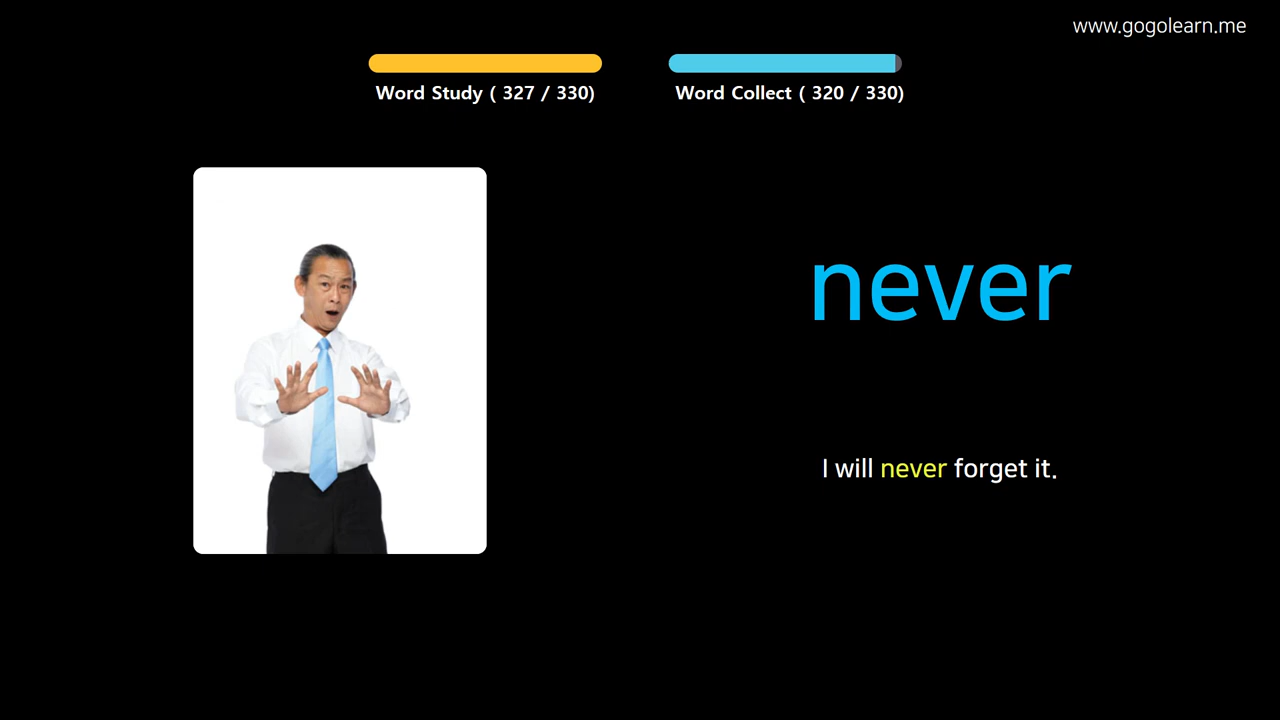 www.gogolearn.me
Word Study ( 327 / 330)
Word Collect ( 320 / 330)
never
I will never forget it.